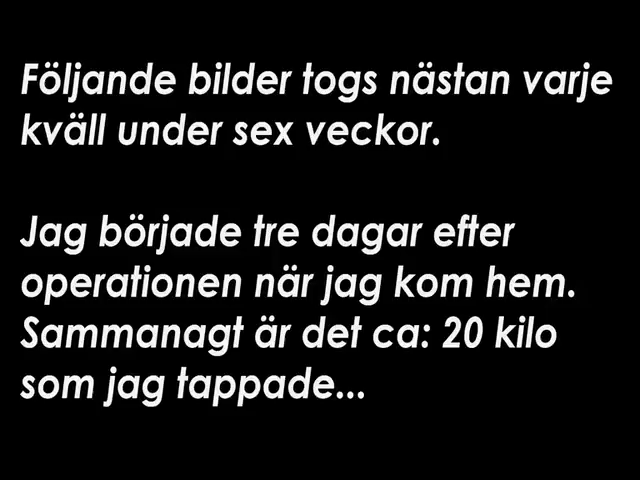 Följande bilder togs nästan varje
kväll under sex veckor.
Jag började tre dagar efter
operationen när jag kom hem.
Sammanagt är det ca: 20 kilo
som jag tappade...